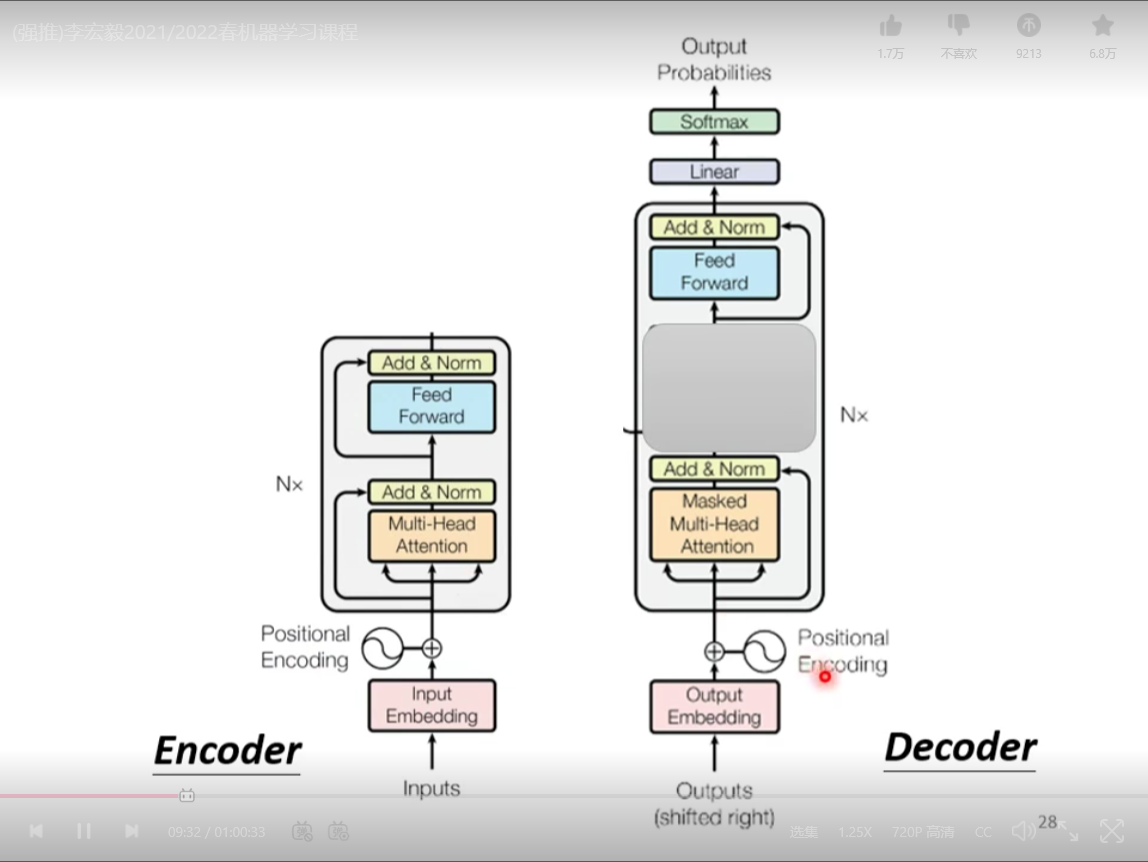 (强推)李宏毅2021/2022春机器学习课程
1.7万
不喜欢
9213
6.8万
Output
Probabilities
Softmax
Linear
Add & Norm
Feed
Forward
Nx
Add & Norm
Masked
Multi-Head
Attention
Positional
Encoding
Output
Embedding
Outputs
(shifted right)
Decoder
Add & Norm
Feed
Forward
Nx
Add & Norm
Multi-Head
Attention
Positional
Encoding
Input
Embedding
Inputs
Encoder
09:32 / 01:00:33
选集
1.25X
720P 高清
CC
28